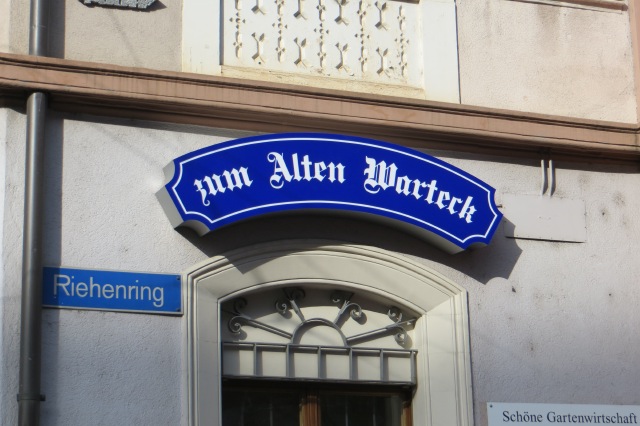 zum Alten Warteck
Riehenring
Schöne Gartenwirtschaft